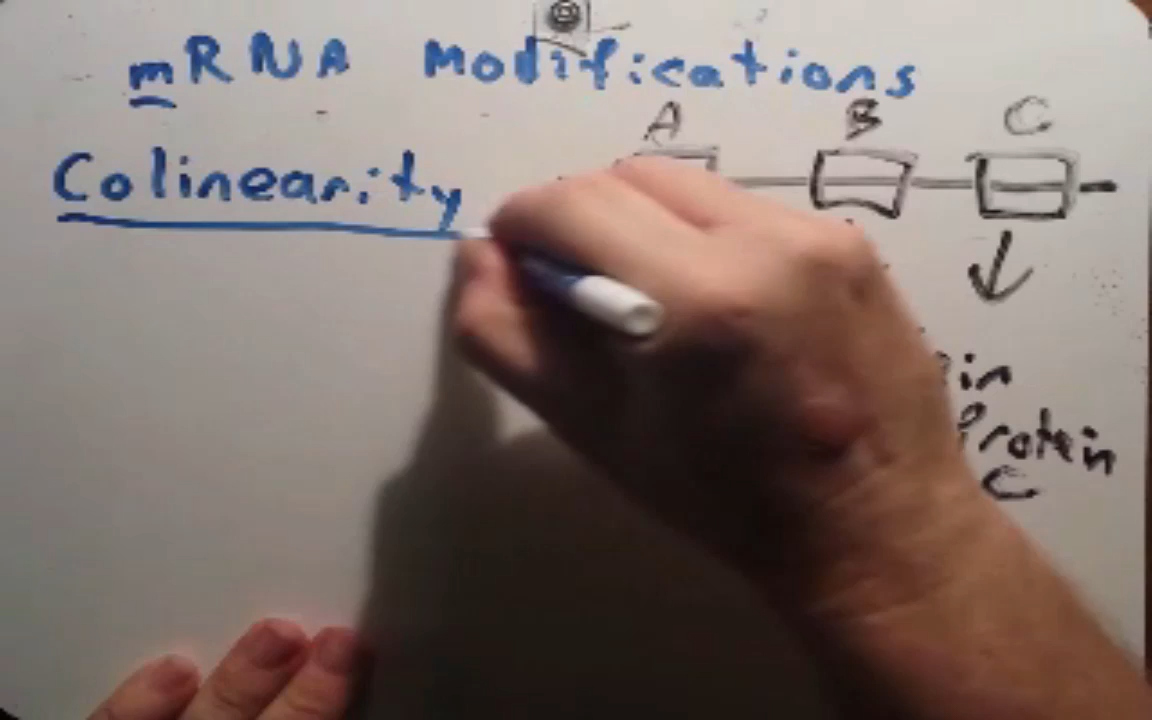 mRNA Modifications
A B C
Colinearity
Protein
C